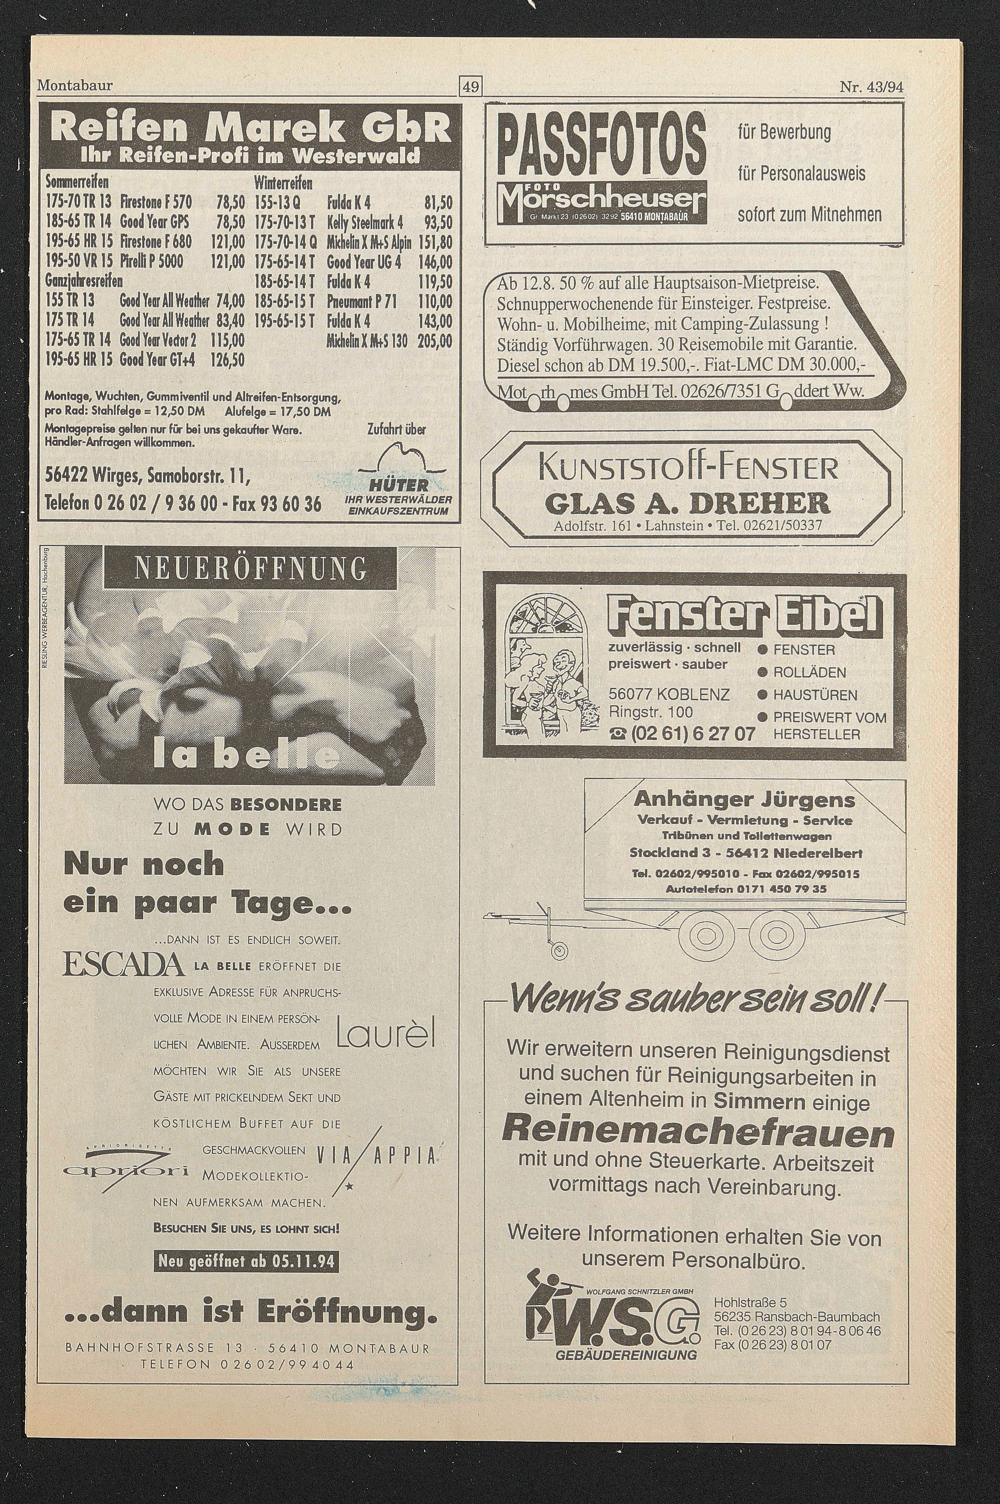 Montabaur
49
Nr. 43/94
Reifen Marek GbR
Ihr Reifen-Profi im Westerwald
Sommerreifen
175-70 TR 13 Firestone F 570 78,50
185-65 TR 14 Good Year GPS 78,50
195-65 HR 15 Firestone F 680 121,00
195-50 VR 15 Pirelli P 5000 121,00
Ganzjahresreifen
155 TR 13 Good Year All Weather 74,00
175 TR 14 Good Year All Weather 83,40
175-65 TR 14 Good Year Vector 2 115,00
195-65 HR 15 Good Year GT+4 126,50
Winterreifen
155-13 Q Fulda K 4 81,50
175-70-13 T Kelly Steelmark 4 93,50
175-70-14 Q Michelin X M+S Alpin 151,80
175-65-14 T Good Year UG 4 146,00
185-65-14 T Fulda K 4 119,50
185-65-15 T Pneumant P 71 110,00
195-65-15 T Fulda K 4 143,00
Michelin X M+S 130 205,00
Montage, Wuchten, Gummiventil und Altreifen-Entsorgung,
pro Rad: Stahlfelge = 12,50 DM Alufelge = 17,50 DM
Montagepreise gelten nur für bei uns gekaufter Ware.
Händler-Anfragen willkommen.
56422 Wirges, Samoborstr. 11,
Telefon 0 26 02 / 9 36 00 - Fax 93 60 36
Zufahrt über
HÜTER
IHR WESTERWÄLDER
EINKAUFSZENTRUM
RIESLING WERBEAGENTUR, Hachenburg
NEUERÖFFNUNG
la belle
WO DAS BESONDERE
ZU MODE WIRD
Nur noch
ein paar Tage...
...DANN IST ES ENDLICH SOWEIT.
ESCADA LA BELLE ERÖFFNET DIE
EXKLUSIVE ADRESSE FÜR ANPRUCHS-
VOLLE MODE IN EINEM PERSÖN-
LICHEN AMBIENTE. AUSSERDEM
Laurèl
MÖCHTEN WIR SIE ALS UNSERE
GÄSTE MIT PRICKELNDEM SEKT UND
KÖSTLICHEM BUFFET AUF DIE
GESCHMACKVOLLEN
apriori
VIA APPIA
MODEKOLLEKTIO-
NEN AUFMERKSAM MACHEN.
BESUCHEN SIE UNS, ES LOHNT SICH!
Neu geöffnet ab 05.11.94
...dann ist Eröffnung.
BAHNHOFSTRASSE 13 · 56410 MONTABAUR
TELEFON 02602/994044
PASSFOTOS
FOTO
Mörschheuser
Gr. Markt 23 (02602) 3292 56410 MONTABAUR
für Bewerbung
für Personalausweis
sofort zum Mitnehmen
Ab 12.8. 50 % auf alle Hauptsaison-Mietpreise.
Schnupperwochenende für Einsteiger. Festpreise.
Wohn- u. Mobilheime, mit Camping-Zulassung !
Ständig Vorführwagen. 30 Reisemobile mit Garantie.
Diesel schon ab DM 19.500,-. Fiat-LMC DM 30.000,-
Motorhomes GmbH Tel. 02626/7351 Goddert Ww.
KUNSTSTOFF-FENSTER
GLAS A. DREHER
Adolfstr. 161 • Lahnstein • Tel. 02621/50337
Fenster Eibel
zuverlässig · schnell
preiswert · sauber
56077 KOBLENZ
Ringstr. 100
☎ (02 61) 6 27 07
● FENSTER
● ROLLÄDEN
● HAUSTÜREN
● PREISWERT VOM
HERSTELLER
Anhänger Jürgens
Verkauf - Vermietung - Service
Tribünen und Toilettenwagen
Stockland 3 - 56412 Niederelbert
Tel. 02602/995010 - Fax 02602/995015
Autotelefon 0171 450 79 35
Wenn's sauber sein soll!
Wir erweitern unseren Reinigungsdienst
und suchen für Reinigungsarbeiten in
einem Altenheim in Simmern einige
Reinemachefrauen
mit und ohne Steuerkarte. Arbeitszeit
vormittags nach Vereinbarung.
Weitere Informationen erhalten Sie von
unserem Personalbüro.
WOLFGANG SCHNITZLER GMBH
W.S.G.
GEBÄUDEREINIGUNG
Hohlstraße 5
56235 Ransbach-Baumbach
Tel. (0 26 23) 8 01 94-8 06 46
Fax (0 26 23) 8 01 07